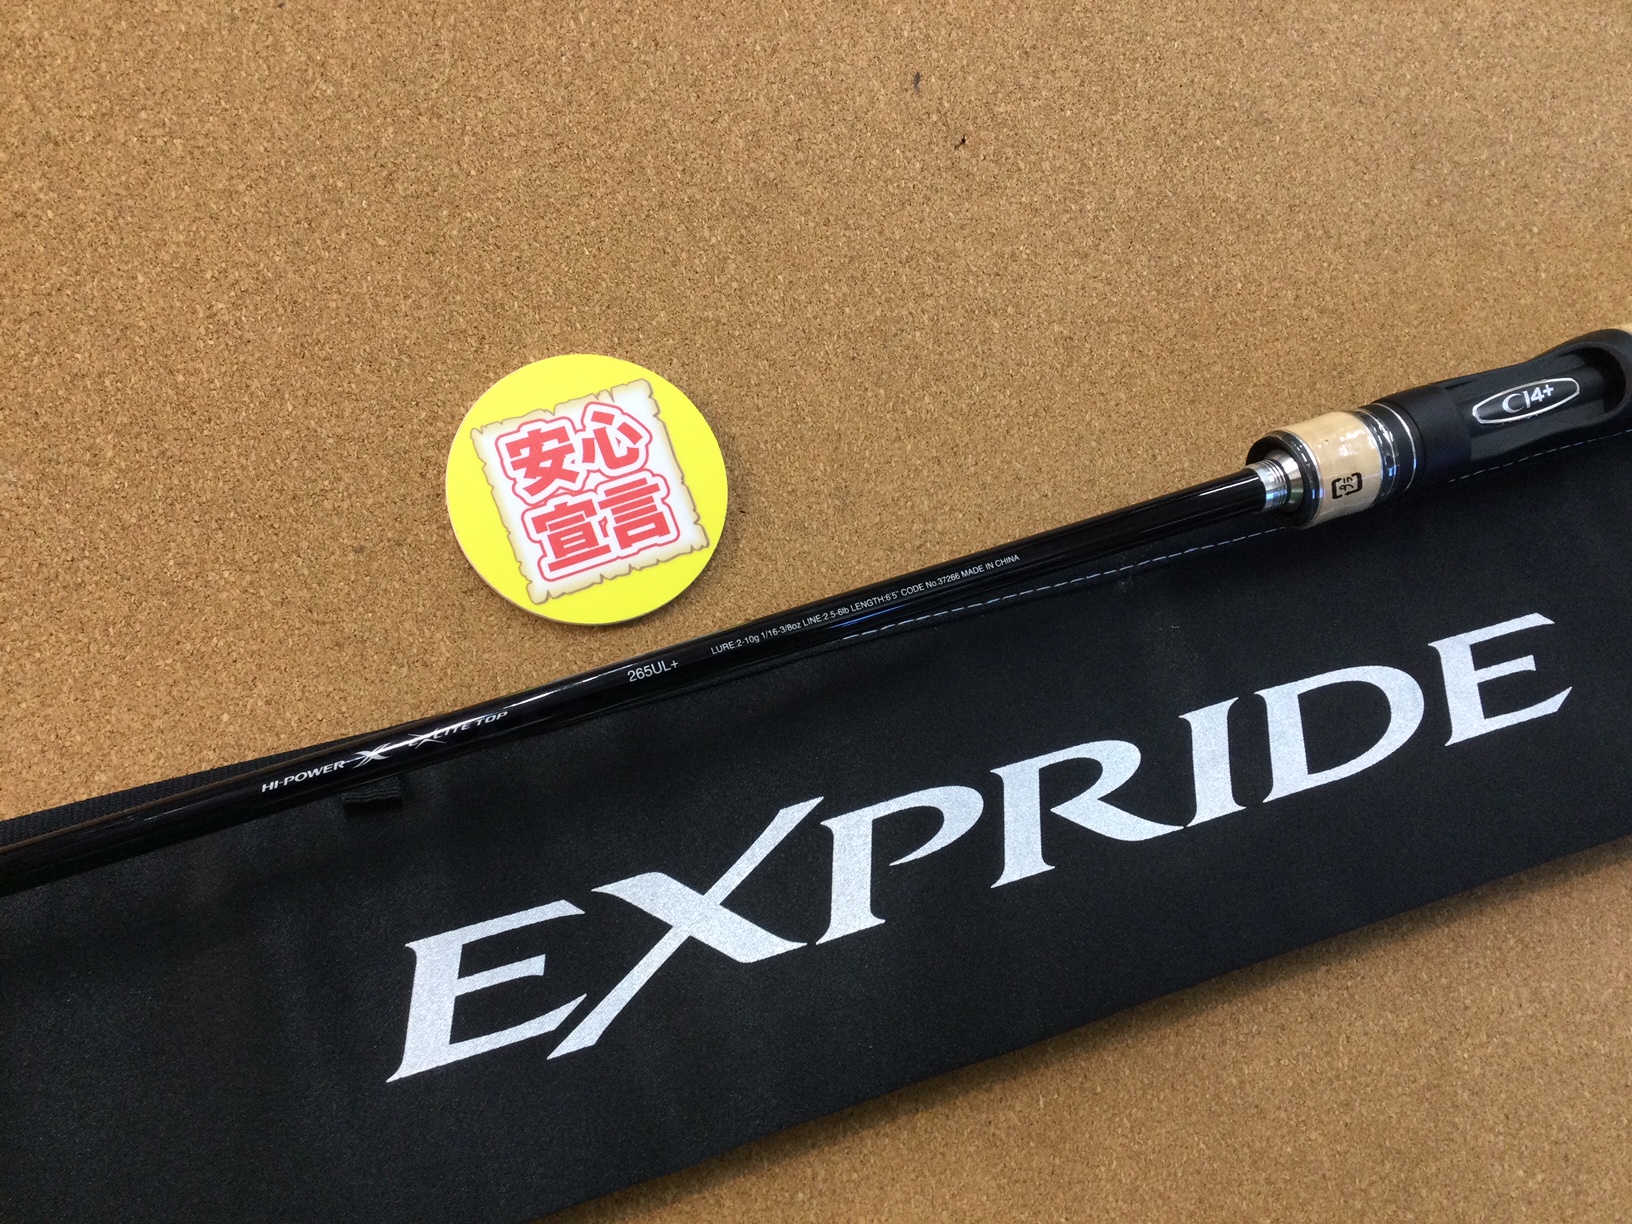 安心
宣言
CI4+
HI-POWER X EXLITE TOP
265UL+
LURE:2-10g 1/16-3/8oz LINE:2.5-6lb LENGTH:6'5" CODE No.37266 MADE IN CHINA
EXPRIDE